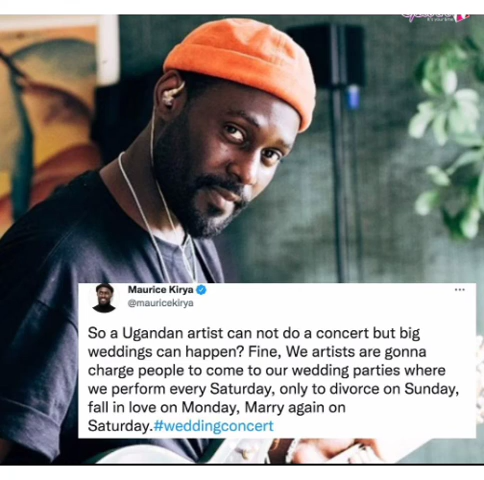 Maurice Kirya
@mauricekirya
So a Ugandan artist can not do a concert but big
weddings can happen? Fine, We artists are gonna
charge people to come to our wedding parties where
we perform every Saturday, only to divorce on Sunday,
fall in love on Monday, Marry again on
Saturday.#weddingconcert